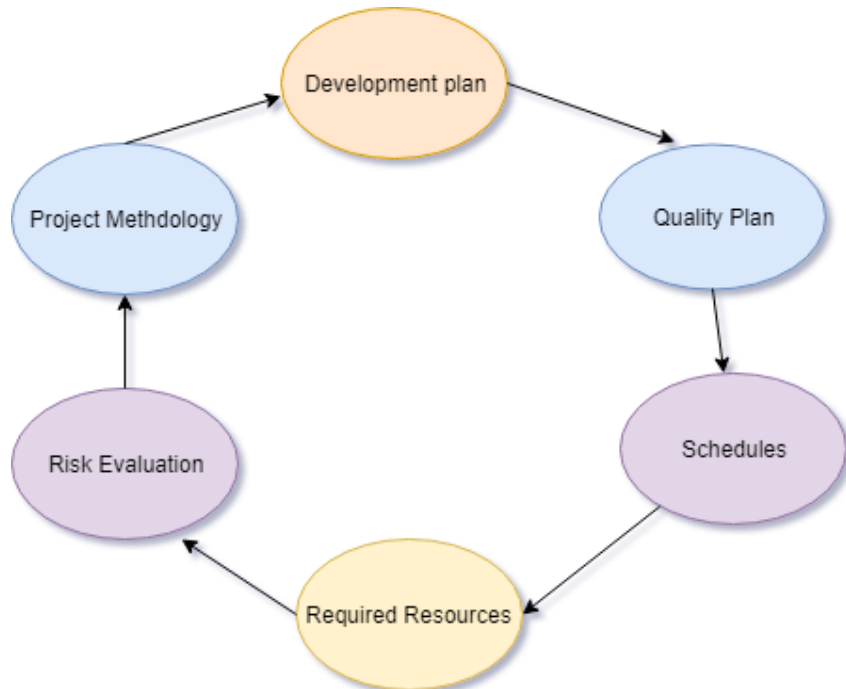 Development plan
Project Methdology
Quality Plan
Schedules
Risk Evaluation
Required Resources